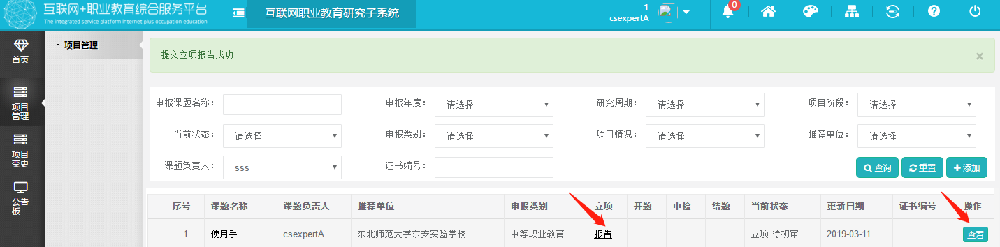 互联网+职业教育综合服务平台
The integrated service platform Internet plus occupation education
互联网职业教育研究子系统
1
csexpertA
0
首页
项目
管理
项目
变更
公告
板
· 项目管理
提交立项报告成功
×
申报课题名称： 申报年度： 请选择 研究周期： 请选择 项目阶段： 请选择
当前状态： 请选择 申报类别： 请选择 项目情况： 请选择 推荐单位： 请选择
课题负责人： sss 证书编号： 查询 重置 添加
序号 课题名称 课题负责人 推荐单位 申报类别 立项 开题 中检 结题 当前状态 更新日期 证书编号 操作
1 使用手... csexpertA 东北师范大学东安实验学校 中等职业教育 报告 立项 待初审 2019-03-11 查看